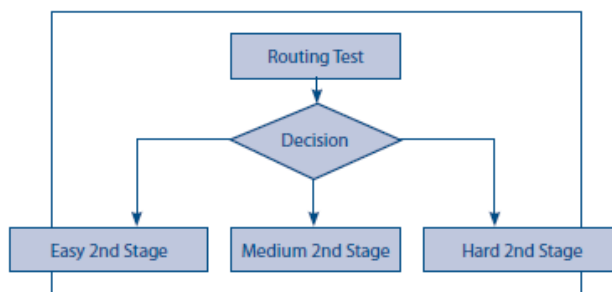 Routing Test
Decision
Easy 2nd Stage
Medium 2nd Stage
Hard 2nd Stage